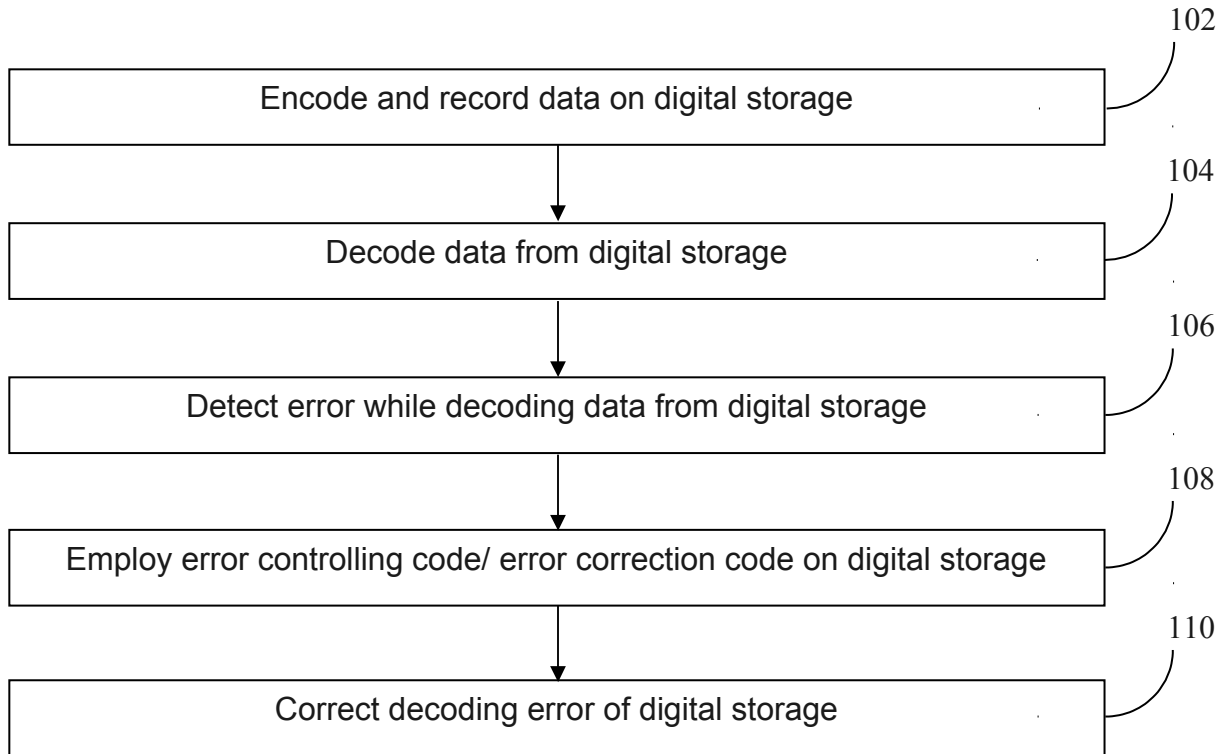 102
Encode and record data on digital storage
104
Decode data from digital storage
106
Detect error while decoding data from digital storage
108
Employ error controlling code/ error correction code on digital storage
110
Correct decoding error of digital storage